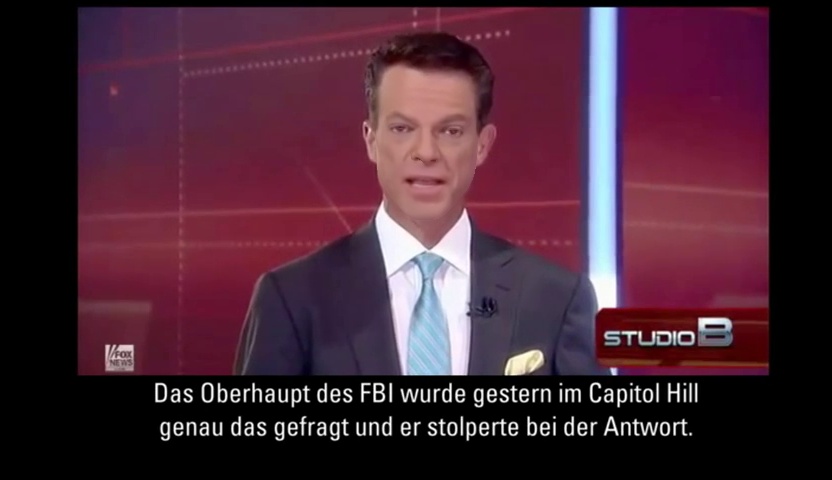 STUDIO B
FOX
NEWS
Das Oberhaupt des FBI wurde gestern im Capitol Hill
genau das gefragt und er stolperte bei der Antwort.